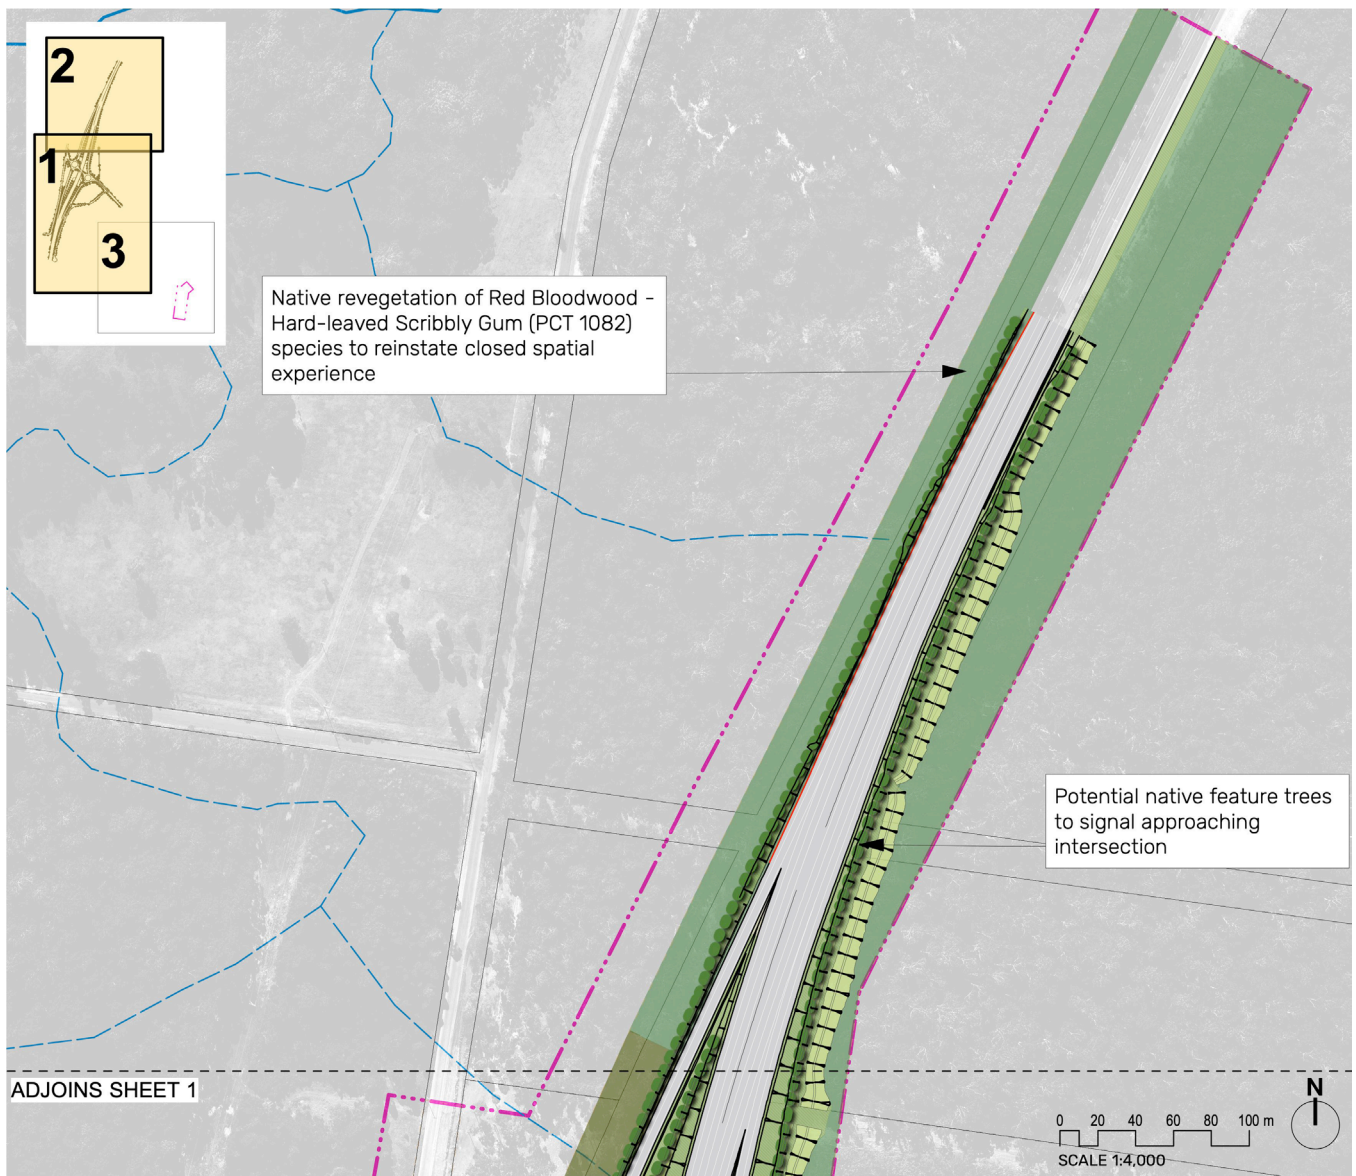 2
1
3
Native revegetation of Red Bloodwood -
Hard-leaved Scribbly Gum (PCT 1082)
species to reinstate closed spatial
experience
Potential native feature trees
to signal approaching
intersection
ADJOINS SHEET 1
N
0 20 40 60 80 100 m
SCALE 1:4,000